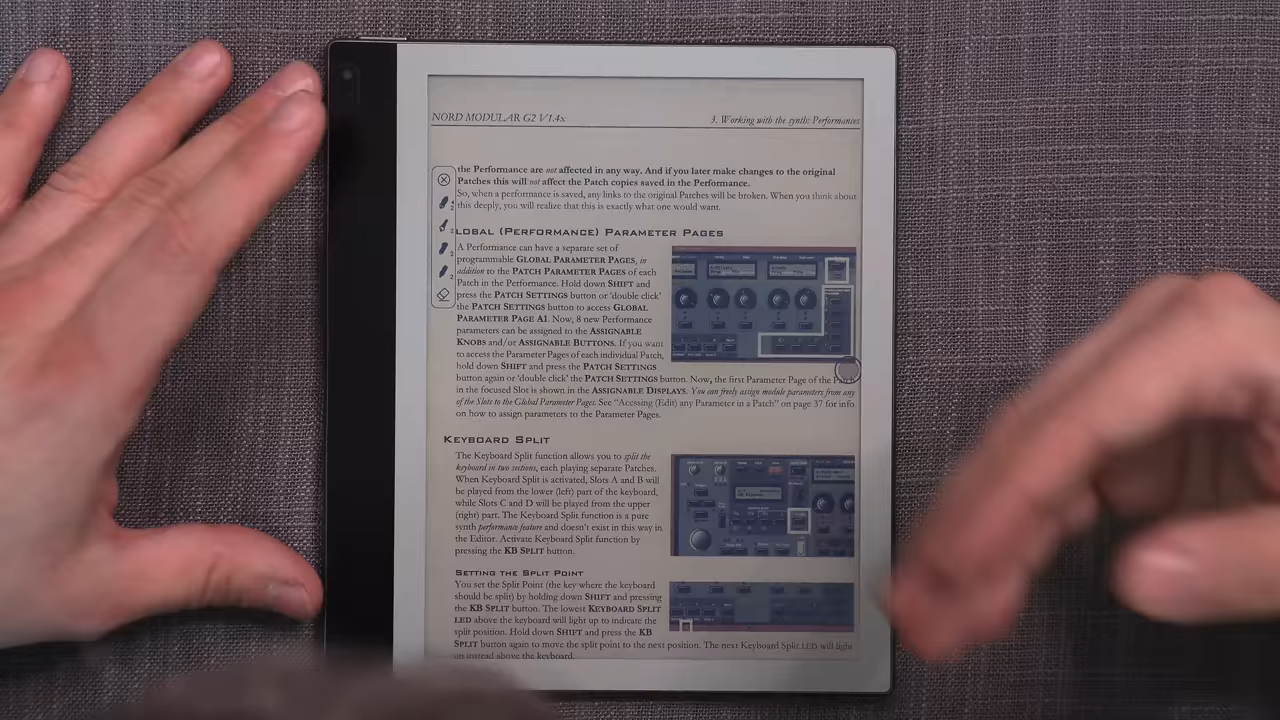 NORD MODULAR G2 V1.4x
3. Working with the synth: Performances
the Performance are not affected in any way. And if you later make changes to the original
Patches this will not affect the Patch copies saved in the Performance.
So, when a performance is saved, any links to the original Patches will be broken. When you think about
this deeply, you will realize that this is exactly what one would want.
LOBAL (PERFORMANCE) PARAMETER PAGES
A Performance can have a separate set of
programmable GLOBAL PARAMETER PAGES, in
addition to the PATCH PARAMETER PAGES of each
Patch in the Performance. Hold down SHIFT and
press the PATCH SETTINGS button or 'double click'
the PATCH SETTINGS button to access GLOBAL
PARAMETER PAGE A1. Now, 8 new Performance
parameters can be assigned to the ASSIGNABLE
KNOBS and/or ASSIGNABLE BUTTONS. If you want
to access the Parameter Pages of each individual Patch,
hold down SHIFT and press the PATCH SETTINGS
button again or 'double click' the PATCH SETTINGS button. Now, the first Parameter Page of the
in the focused Slot is shown in the ASSIGNABLE DISPLAYS. You can freely assign module parameters from any
of the Slots to the Global Parameter Pages. See "Accessing (Edit) any Parameter in a Patch" on page 37 for info
on how to assign parameters to the Parameter Pages.
KEYBOARD SPLIT
The Keyboard Split function allows you to split the
keyboard in two sections, each playing separate Patches.
When Keyboard Split is activated, Slots A and B will
be played from the lower (left) part of the keyboard,
while Slots C and D will be played from the upper
(right) part. The Keyboard Split function is a pure
synth performance feature and doesn't exist in this way in
the Editor. Activate Keyboard Split function by
pressing the KB SPLIT button.
SETTING THE SPLIT POINT
You set the Split Point (the key where the keyboard
should be split) by holding down SHIFT and pressing
the KB SPLIT button. The lowest KEYBOARD SPLIT
LED above the keyboard will light up to indicate the
split position. Hold down SHIFT and press the KB
SPLIT button again to move the split point to the next position. The next Keyboard Split LED will light
on instead above the keyboard.